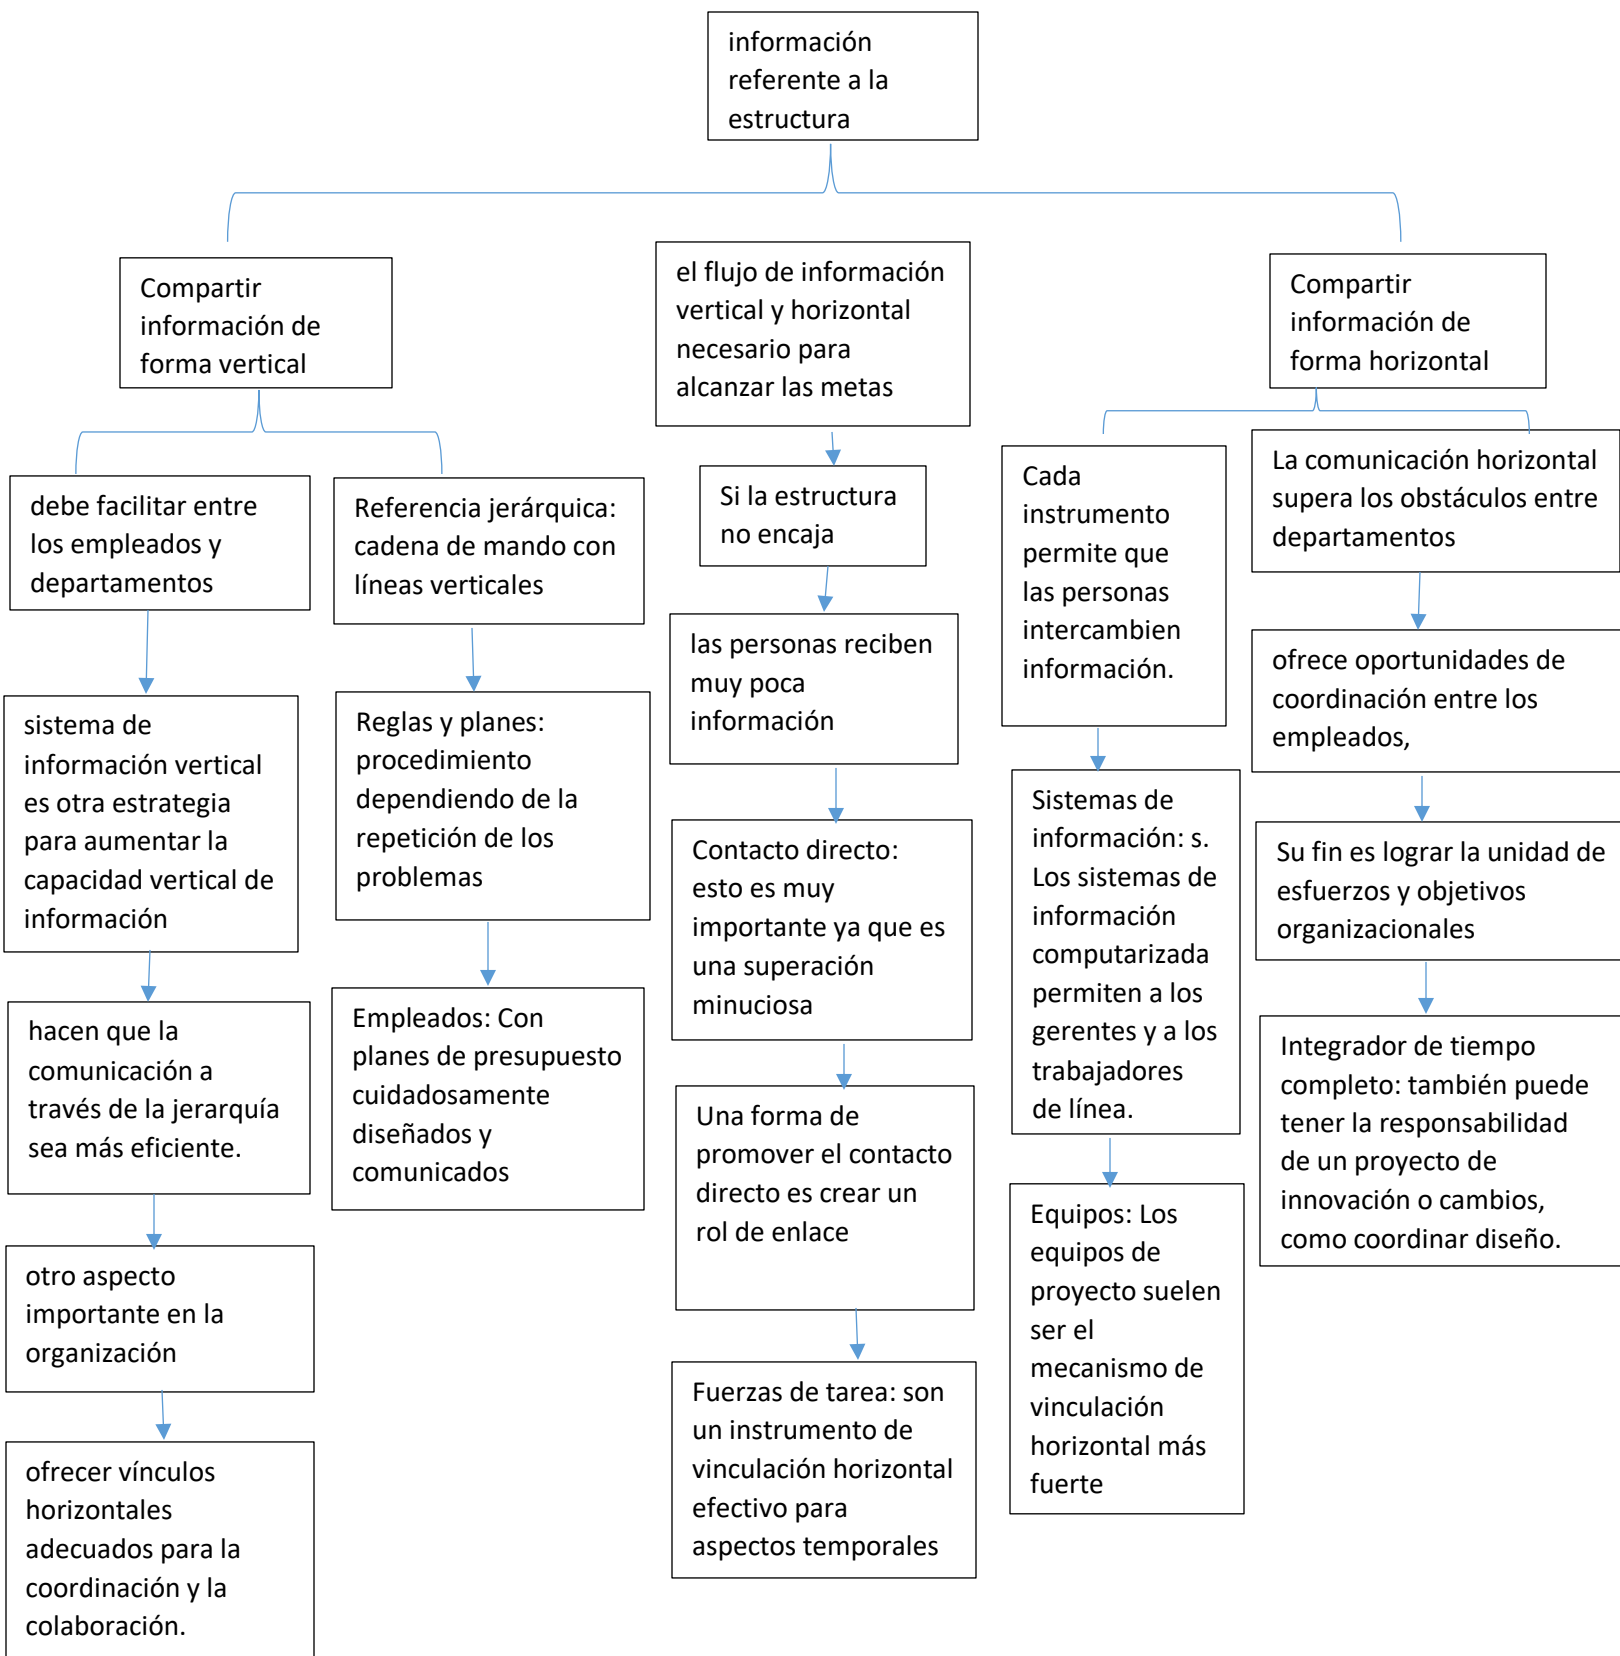 información
referente a la
estructura
Compartir
información de
forma vertical
el flujo de información
vertical y horizontal
necesario para
alcanzar las metas
Compartir
información de
forma horizontal
debe facilitar entre
los empleados y
departamentos
Referencia jerárquica:
cadena de mando con
líneas verticales
Si la estructura
no encaja
Cada
instrumento
permite que
las personas
intercambien
información.
La comunicación horizontal
supera los obstáculos entre
departamentos
sistema de
información vertical
es otra estrategia
para aumentar la
capacidad vertical de
información
Reglas y planes:
procedimiento
dependiendo de la
repetición de los
problemas
las personas reciben
muy poca
información
Sistemas de
información: s.
Los sistemas de
información
computarizada
permiten a los
gerentes y a los
trabajadores
de línea.
ofrece oportunidades de
coordinación entre los
empleados,
hacen que la
comunicación a
través de la jerarquía
sea más eficiente.
Empleados: Con
planes de presupuesto
cuidadosamente
diseñados y
comunicados
Contacto directo:
esto es muy
importante ya que es
una superación
minuciosa
Su fin es lograr la unidad de
esfuerzos y objetivos
organizacionales
otro aspecto
importante en la
organización
Una forma de
promover el contacto
directo es crear un
rol de enlace
Equipos: Los
equipos de
proyecto suelen
ser el
mecanismo de
vinculación
horizontal más
fuerte
Integrador de tiempo
completo: también puede
tener la responsabilidad
de un proyecto de
innovación o cambios,
como coordinar diseño.
ofrecer vínculos
horizontales
adecuados para la
coordinación y la
colaboración.
Fuerzas de tarea: son
un instrumento de
vinculación horizontal
efectivo para
aspectos temporales